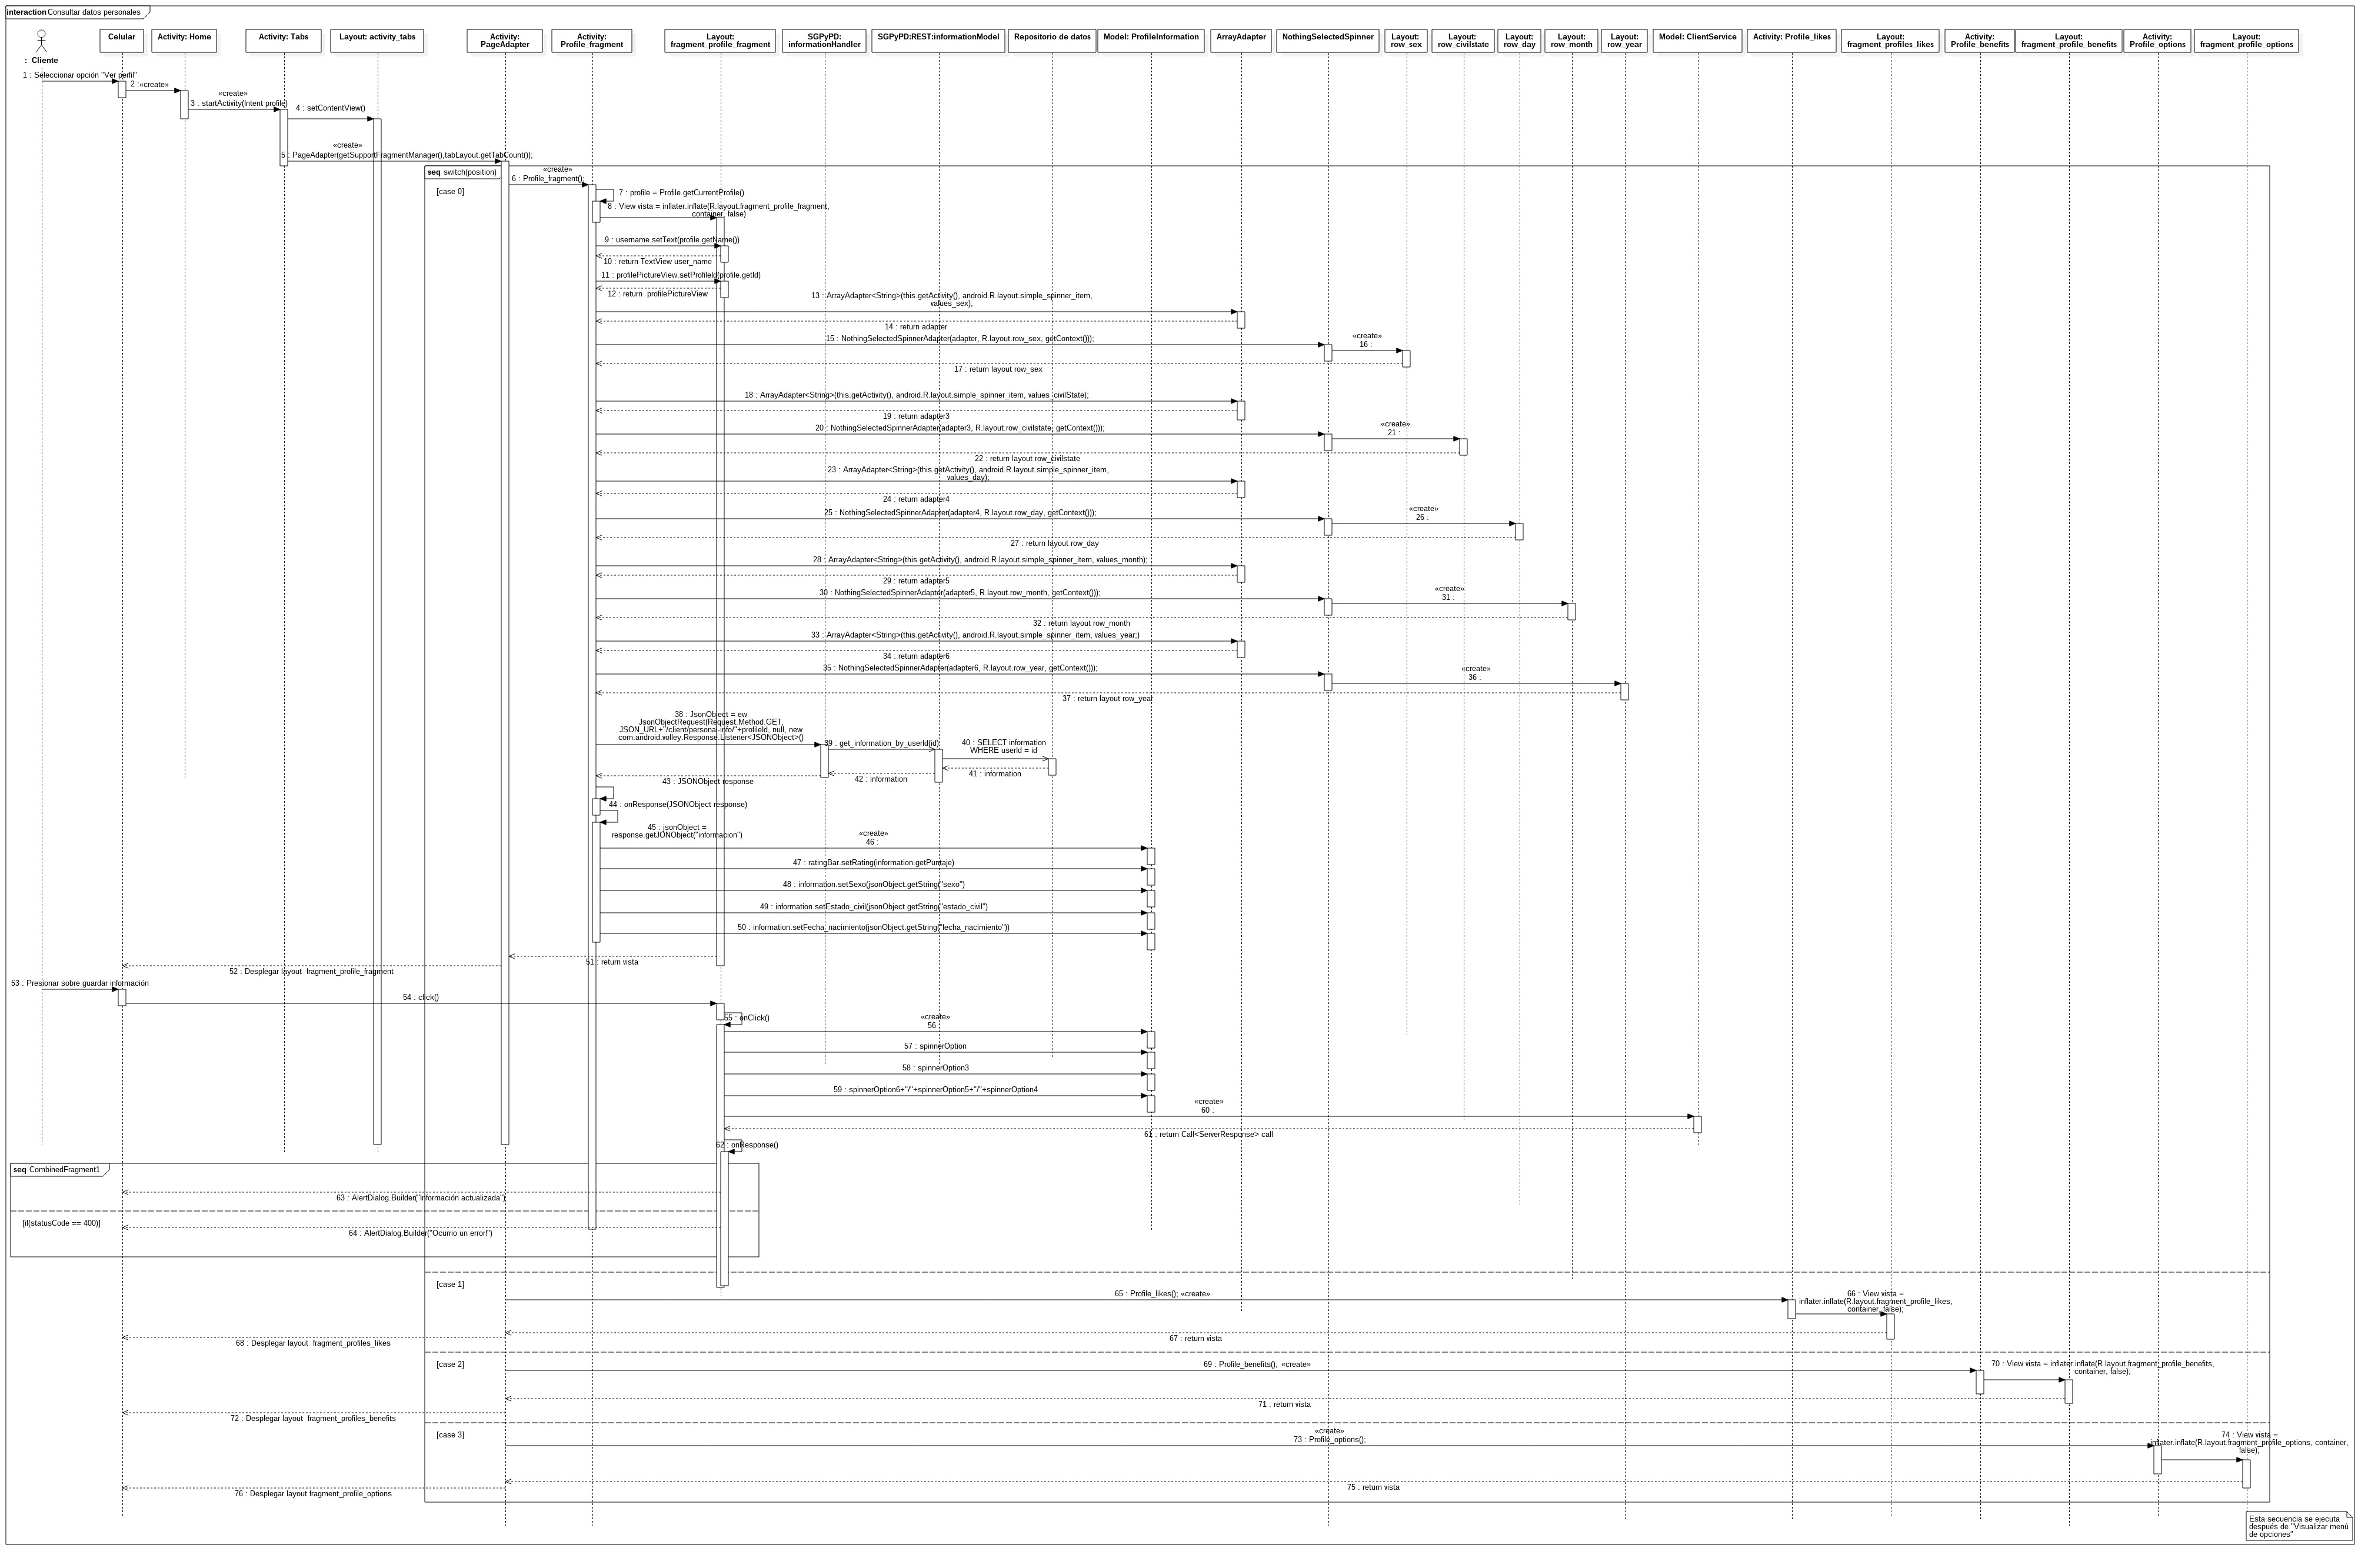 interaction Consultar datos personales
Celular
Activity: Home
Activity: Tabs
Layout: activity_tabs
Activity:
PageAdapter
Activity:
Profile_fragment
Layout:
fragment_profile_fragment
SGPyPD:
informationHandler
SGPyPD:REST:informationModel
Repositorio de datos
Model: ProfileInformation
ArrayAdapter
NothingSelectedSpinner
Layout:
row_sex
Layout:
row_civilstate
Layout:
row_day
Layout:
row_month
Layout:
row_year
Model: ClientService
Activity: Profile_likes
Layout:
fragment_profiles_likes
Activity:
Profile_benefits
Layout:
fragment_profile_benefits
Activity:
Profile_options
Layout:
fragment_profile_options
: Cliente
1 : Seleccionar opción "Ver perfil"
2 :«create»
«create»
3 : startActivity(Intent profile)
4 : setContentView()
«create»
5 : PageAdapter(getSupportFragmentManager(),tabLayout.getTabCount());
seq switch(position)
[case 0]
«create»
6 : Profile_fragment();
7 : profile = Profile.getCurrentProfile()
8 : View vista = inflater.inflate(R.layout.fragment_profile_fragment,
container, false)
9 : username.setText(profile.getName())
10 : return TextView user_name
11 : profilePictureView.setProfileId(profile.getId)
12 : return profilePictureView
13 : ArrayAdapter<String>(this.getActivity(), android.R.layout.simple_spinner_item,
values_sex);
14 : return adapter
15 : NothingSelectedSpinnerAdapter(adapter, R.layout.row_sex, getContext()));
«create»
16 :
17 : return layout row_sex
18 : ArrayAdapter<String>(this.getActivity(), android.R.layout.simple_spinner_item, values_civilState);
19 : return adapter3
20 : NothingSelectedSpinnerAdapter(adapter3, R.layout.row_civilstate, getContext()));
«create»
21 :
22 : return layout row_civilstate
23 : ArrayAdapter<String>(this.getActivity(), android.R.layout.simple_spinner_item,
values_day);
24 : return adapter4
25 : NothingSelectedSpinnerAdapter(adapter4, R.layout.row_day, getContext()));
«create»
26 :
27 : return layout row_day
28 : ArrayAdapter<String>(this.getActivity(), android.R.layout.simple_spinner_item, values_month);
29 : return adapter5
30 : NothingSelectedSpinnerAdapter(adapter5, R.layout.row_month, getContext()));
«create»
31 :
32 : return layout row_month
33 : ArrayAdapter<String>(this.getActivity(), android.R.layout.simple_spinner_item, values_year;)
34 : return adapter6
35 : NothingSelectedSpinnerAdapter(adapter6, R.layout.row_year, getContext()));
«create»
36 :
37 : return layout row_year
38 : JsonObject = ew
JsonObjectRequest(Request.Method.GET,
JSON_URL+"/client/personal-info/"+profileId, null, new
com.android.volley.Response.Listener<JSONObject>()
39 : get_information_by_userId(id);
40 : SELECT information
WHERE userId = id
41 : information
42 : information
43 : JSONObject response
44 : onResponse(JSONObject response)
45 : jsonObject =
response.getJONObject("informacion")
«create»
46 :
47 : ratingBar.setRating(information.getPuntaje)
48 : information.setSexo(jsonObject.getString("sexo")
49 : information.setEstado_civil(jsonObject.getString("estado_civil")
50 : information.setFecha_nacimiento(jsonObject.getString("fecha_nacimiento"))
51 : return vista
52 : Desplegar layout fragment_profile_fragment
53 : Presionar sobre guardar información
54 : click()
55 : onClick()
«create»
56 :
57 : spinnerOption
58 : spinnerOption3
59 : spinnerOption6+"/"+spinnerOption5+"/"+spinnerOption4
«create»
60 :
61 : return Call<ServerResponse> call
62 : onResponse()
seq CombinedFragment1
63 : AlertDialog.Builder("Información actualizada")
[if(statusCode == 400)]
64 : AlertDialog.Builder("Ocurrio un error!")
[case 1]
65 : Profile_likes(); «create»
66 : View vista =
inflater.inflate(R.layout.fragment_profile_likes,
container, false);
67 : return vista
68 : Desplegar layout fragment_profiles_likes
[case 2]
69 : Profile_benefits(); «create»
70 : View vista = inflater.inflate(R.layout.fragment_profile_benefits,
container, false);
71 : return vista
72 : Desplegar layout fragment_profiles_benefits
[case 3]
«create»
73 : Profile_options();
74 : View vista =
inflater.inflate(R.layout.fragment_profile_options, container,
false);
75 : return vista
76 : Desplegar layout fragment_profile_options
Esta secuencia se ejecuta
después de "Visualizar menú
de opciones"